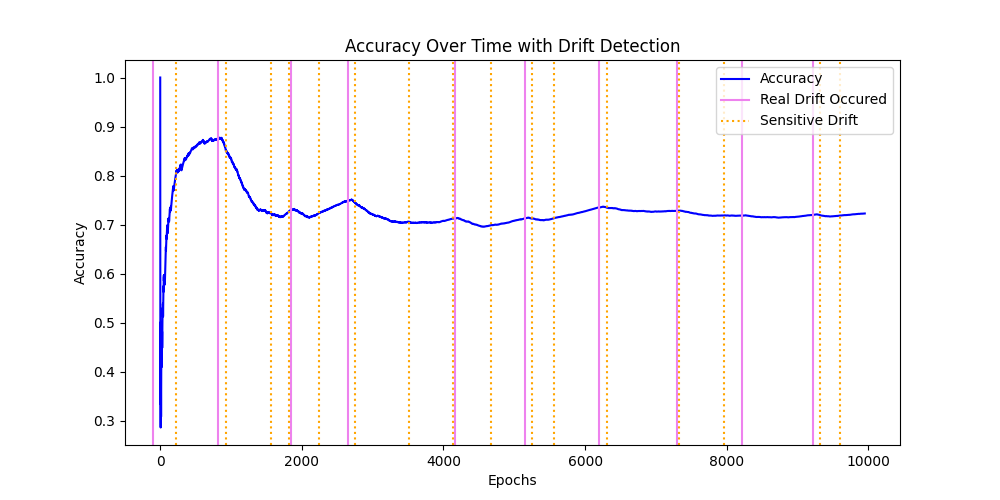 Accuracy Over Time with Drift Detection
Accuracy
Real Drift Occured
Sensitive Drift
Accuracy
1.0
0.9
0.8
0.7
0.6
0.5
0.4
0.3
0
2000
4000
6000
8000
10000
Epochs